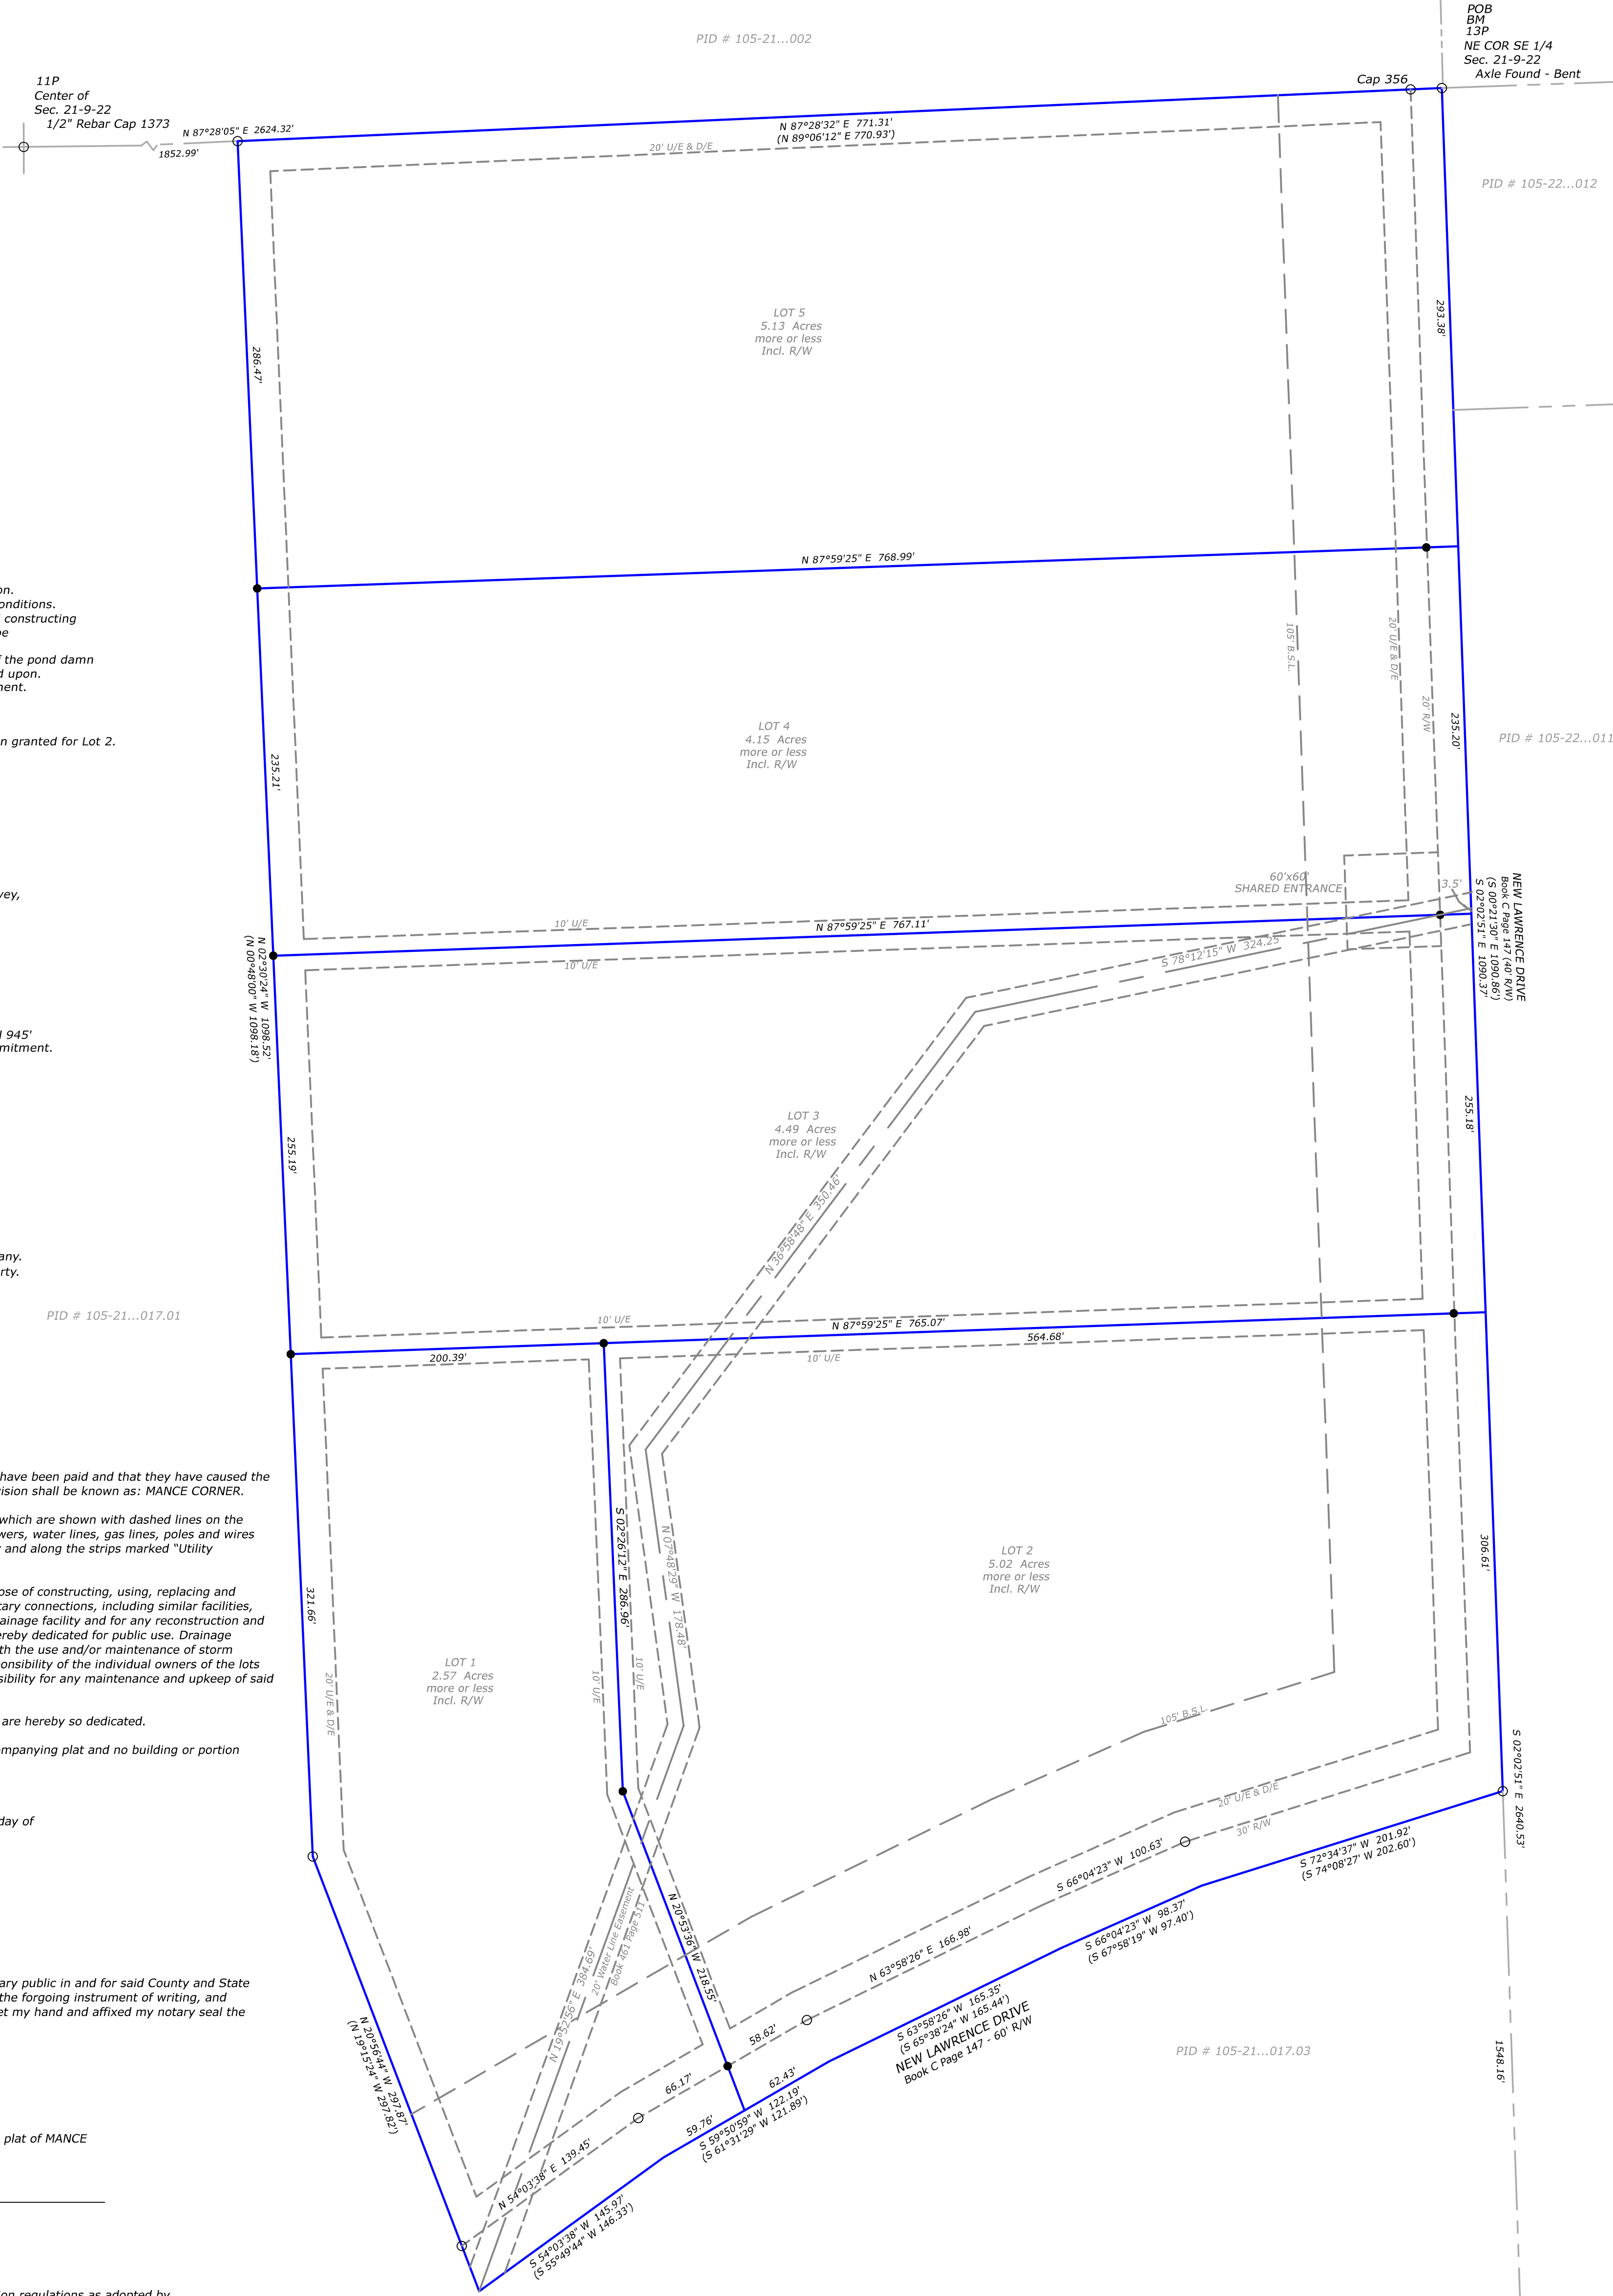 PID # 105-21...002
POB
BM
13P
NE COR SE 1/4
Sec. 21-9-22
Axle Found - Bent
Cap 356
11P
Center of
Sec. 21-9-22
1/2" Rebar Cap 1373
N 87°28'05" E 2624.32'
1852.99'
N 87°28'32" E 771.31'
(N 89°06'12" E 770.93')
20' U/E & D/E
PID # 105-22...012
LOT 5
5.13 Acres
more or less
Incl. R/W
286.47'
293.38'
N 87°59'25" E 768.99'
on.
onditions.
constructing
f the pond damn
d upon.
ment.
n granted for Lot 2.
105' B.S.L.
20' U/E & D/E
20' R/W
235.20'
PID # 105-22...011
LOT 4
4.15 Acres
more or less
Incl. R/W
235.21'
vey,
60'x60'
SHARED ENTRANCE
3.5'
10' U/E
N 87°59'25" E 767.11'
10' U/E
S 78°12'15" W 324.25'
NEW LAWRENCE DRIVE
Book C Page 147 (40' R/W)
(S 00°21'30" E 1090.86')
S 02°02'51" E 1090.37'
N 02°30'24" W 1098.52'
(N 00°48'00" W 1098.18')
945'
mitment.
LOT 3
4.49 Acres
more or less
Incl. R/W
255.19'
255.18'
N 36°58'48" E 350.46'
any.
rty.
PID # 105-21...017.01
10' U/E
N 87°59'25" E 765.07'
200.39'
564.68'
10' U/E
have been paid and that they have caused the
vision shall be known as: MANCE CORNER.
which are shown with dashed lines on the
wers, water lines, gas lines, poles and wires
and along the strips marked “Utility
ose of constructing, using, replacing and
tary connections, including similar facilities,
rainage facility and for any reconstruction and
ereby dedicated for public use. Drainage
th the use and/or maintenance of storm
onsibility of the individual owners of the lots
sibility for any maintenance and upkeep of said
are hereby so dedicated.
ompanying plat and no building or portion
day of
321.66'
S 02°26'12" E 286.96'
N 07°48'29" W 178.48'
306.61'
LOT 2
5.02 Acres
more or less
Incl. R/W
LOT 1
2.57 Acres
more or less
Incl. R/W
20' U/E & D/E
10' U/E
10' U/E
105' B.S.L.
S 02°02'51" E 2640.53'
20' U/E & D/E
30' R/W
S 66°04'23" W 100.63'
S 72°34'37" W 201.92'
(S 74°08'27' W 202.60')
N 20°53'36" W 218.55'
N 63°58'26" E 166.98'
S 66°04'23" W 98.37'
(S 67°58'19" W 97.40')
20' Water Line Easement
Book 461 Page 511
N 19°52'56" E 384.69'
S 63°58'26" W 165.35'
(S 65°38'24" W 165.44')
NEW LAWRENCE DRIVE
Book C Page 147 - 60' R/W
ary public in and for said County and State
the forgoing instrument of writing, and
et my hand and affixed my notary seal the
N 20°56'44" W 297.87'
(N 19°15'24" W 297.82')
58.62'
66.17'
62.43'
59.76'
S 59°50'59" W 122.19'
(S 61°31'29" W 121.89')
PID # 105-21...017.03
1548.16'
plat of MANCE
N 54°03'38" E 139.45'
S 54°03'38" W 145.97'
(S 55°49'44" W 146.33')
ion regulations as adopted by